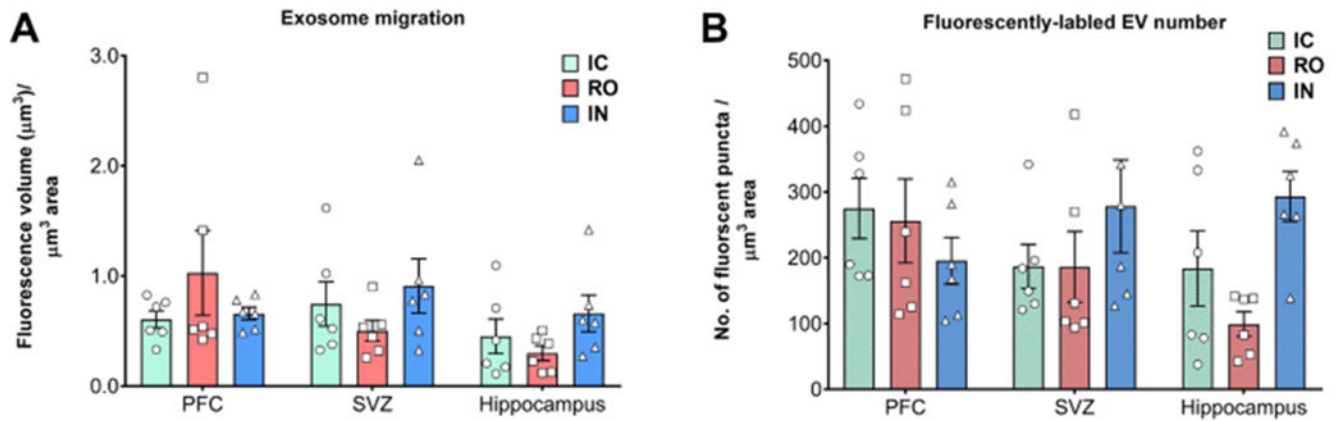 A
Exosome migration
Fluorescence volume (μm³)/
μm³ area
3.0
2.0
1.0
0.0
IC
RO
IN
PFC
SVZ
Hippocampus
B
Fluorescently-labled EV number
No. of fluorscent puncta /
μm³ area
500
400
300
200
100
0
IC
RO
IN
PFC
SVZ
Hippocampus